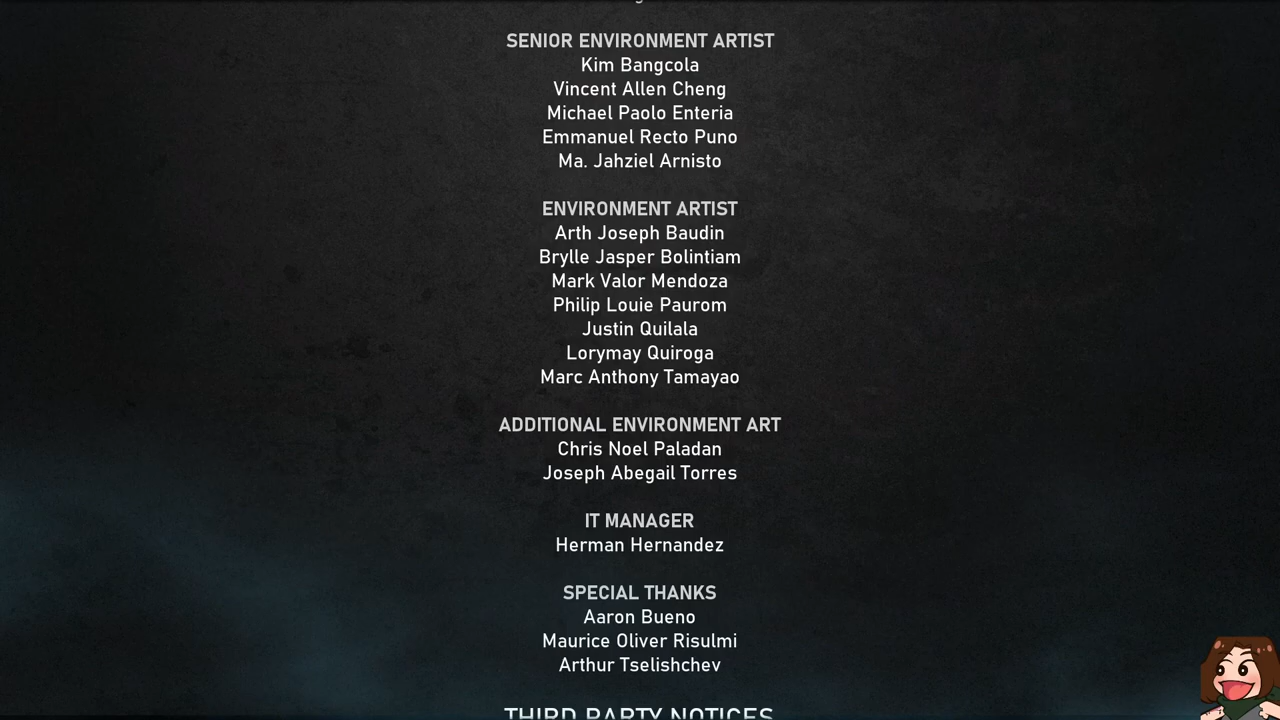 SENIOR ENVIRONMENT ARTIST
Kim Bangcola
Vincent Allen Cheng
Michael Paolo Enteria
Emmanuel Recto Puno
Ma. Jahziel Arnisto
ENVIRONMENT ARTIST
Arth Joseph Baudin
Brylle Jasper Bolintiam
Mark Valor Mendoza
Philip Louie Paurom
Justin Quilala
Lorymay Quiroga
Marc Anthony Tamayao
ADDITIONAL ENVIRONMENT ART
Chris Noel Paladan
Joseph Abegail Torres
IT MANAGER
Herman Hernandez
SPECIAL THANKS
Aaron Bueno
Maurice Oliver Risulmi
Arthur Tselishchev
THIRD PARTY NOTICES